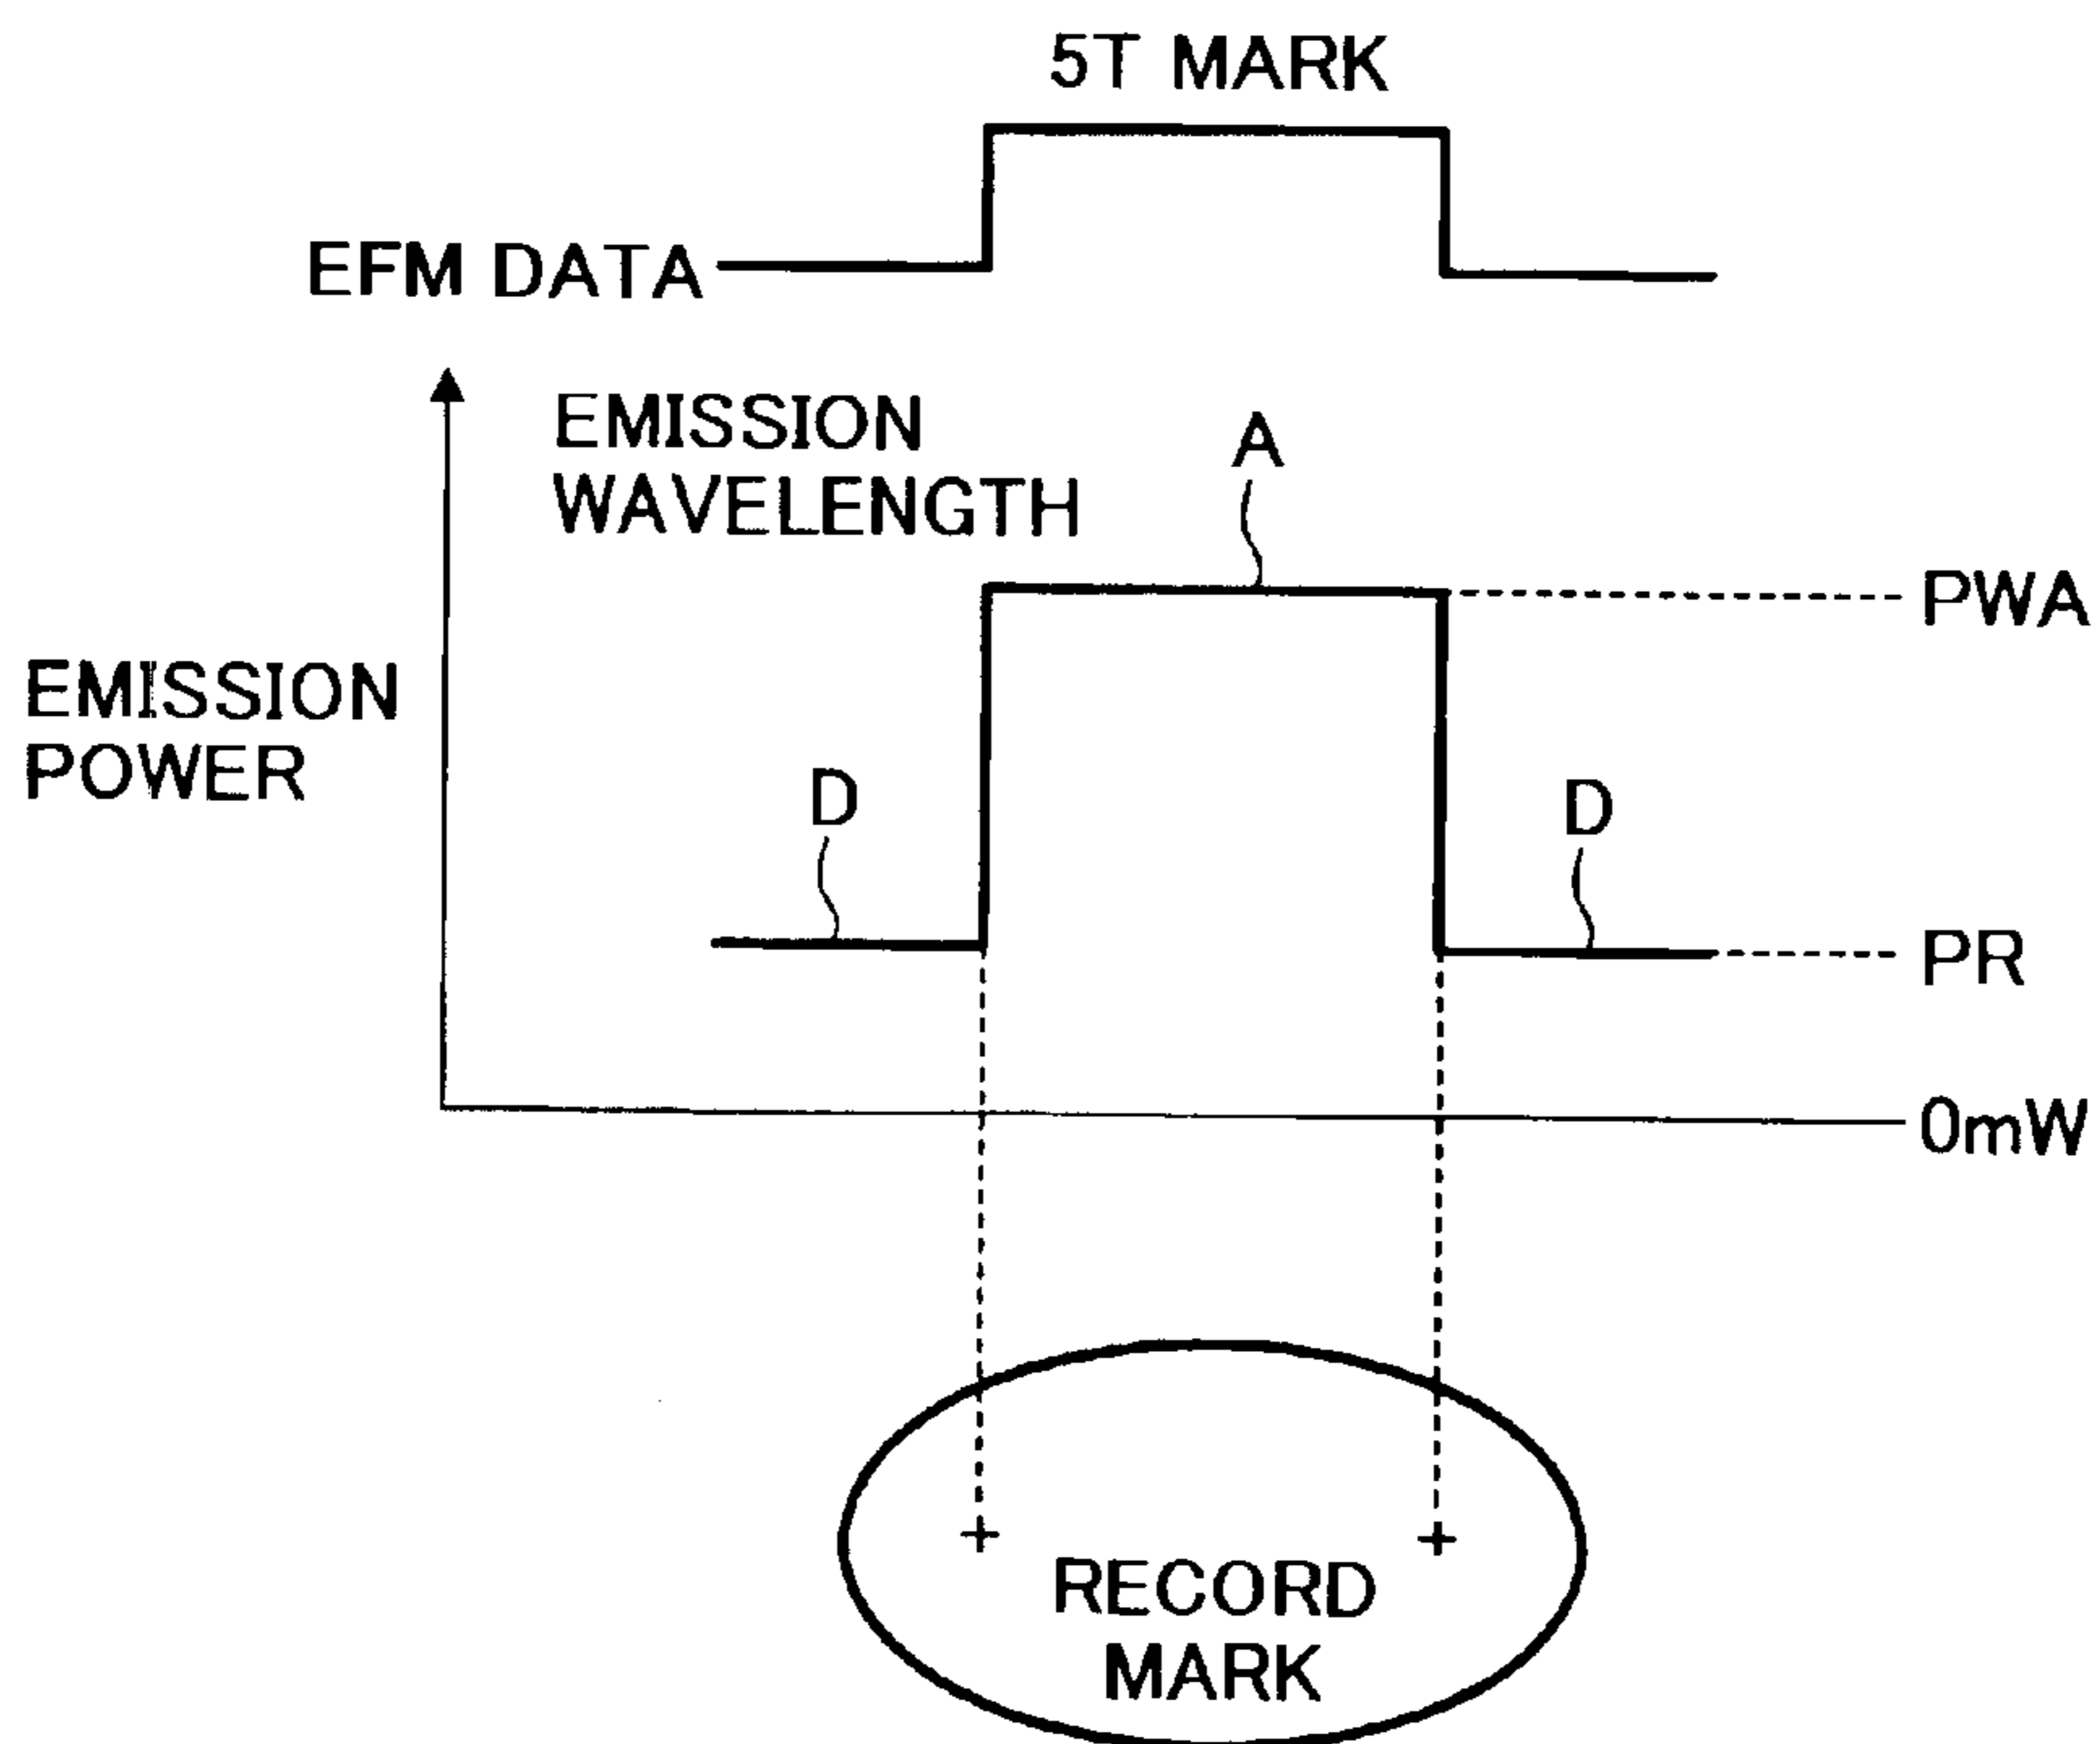 5T MARK
EFM DATA
EMISSION
WAVELENGTH
A
PWA
EMISSION
POWER
D
D
PR
0mW
RECORD
MARK